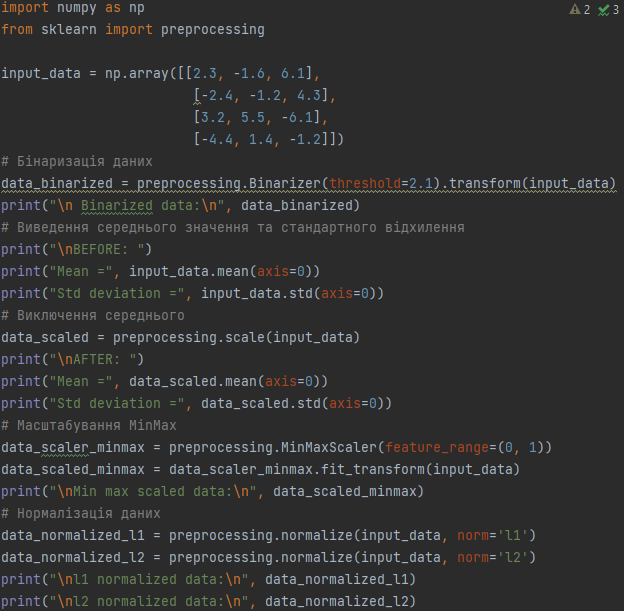 import numpy as np
from sklearn import preprocessing
2 3
input_data = np.array([[2.3, -1.6, 6.1],
[-2.4, -1.2, 4.3],
[3.2, 5.5, -6.1],
[-4.4, 1.4, -1.2]])
# Бінаризація даних
data_binarized = preprocessing.Binarizer(threshold=2.1).transform(input_data)
print("\n Binarized data:\n", data_binarized)
# Виведення середнього значення та стандартного відхилення
print("\nBEFORE: ")
print("Mean =", input_data.mean(axis=0))
print("Std deviation =", input_data.std(axis=0))
# Виключення середнього
data_scaled = preprocessing.scale(input_data)
print("\nAFTER: ")
print("Mean =", data_scaled.mean(axis=0))
print("Std deviation =", data_scaled.std(axis=0))
# Масштабування MinMax
data_scaler_minmax = preprocessing.MinMaxScaler(feature_range=(0, 1))
data_scaled_minmax = data_scaler_minmax.fit_transform(input_data)
print("\nMin max scaled data:\n", data_scaled_minmax)
# Нормалізація даних
data_normalized_l1 = preprocessing.normalize(input_data, norm='l1')
data_normalized_l2 = preprocessing.normalize(input_data, norm='l2')
print("\nl1 normalized data:\n", data_normalized_l1)
print("\nl2 normalized data:\n", data_normalized_l2)